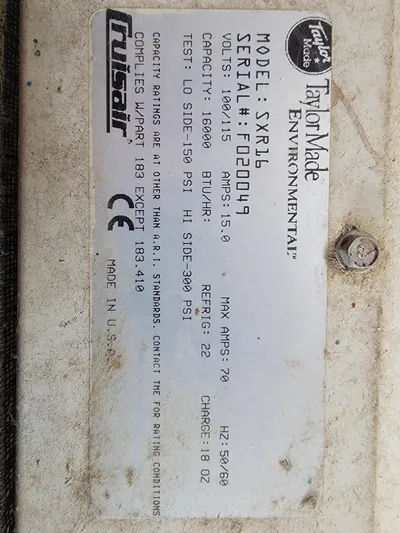 Taylor Made
TaylorMade
ENVIRONMENTAL™
MODEL: SXR16
SERIAL#: F020049
VOLTS: 100/115 AMPS: 15.0 MAX AMPS: 70 HZ: 50/60
CAPACITY: 16000 BTU/HR: REFRIG: 22 CHARGE: 18 OZ
TEST: LO SIDE-150 PSI HI SIDE-300 PSI
CAPACITY RATINGS ARE AT OTHER THAN A.R.I. STANDARDS. CONTACT TME FOR RATING CONDITIONS
COMPLIES W/PART 183 EXCEPT 183.410
Cruisair CE MADE IN U.S.A.